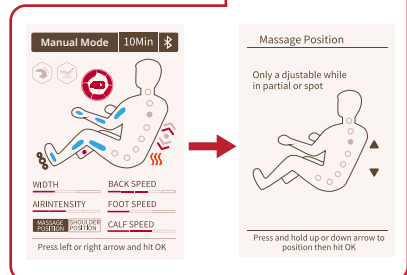 Manual Mode 10Min
WIDTH BACK SPEED
AIRINTENSITY FOOT SPEED
MASSAGE POSITION SHOULDER POSITION CALF SPEED
Press left or right arrow and hit OK
Massage Position
Only a djustable while
in partial or spot
Press and hold up or down arrow to
position then hit OK